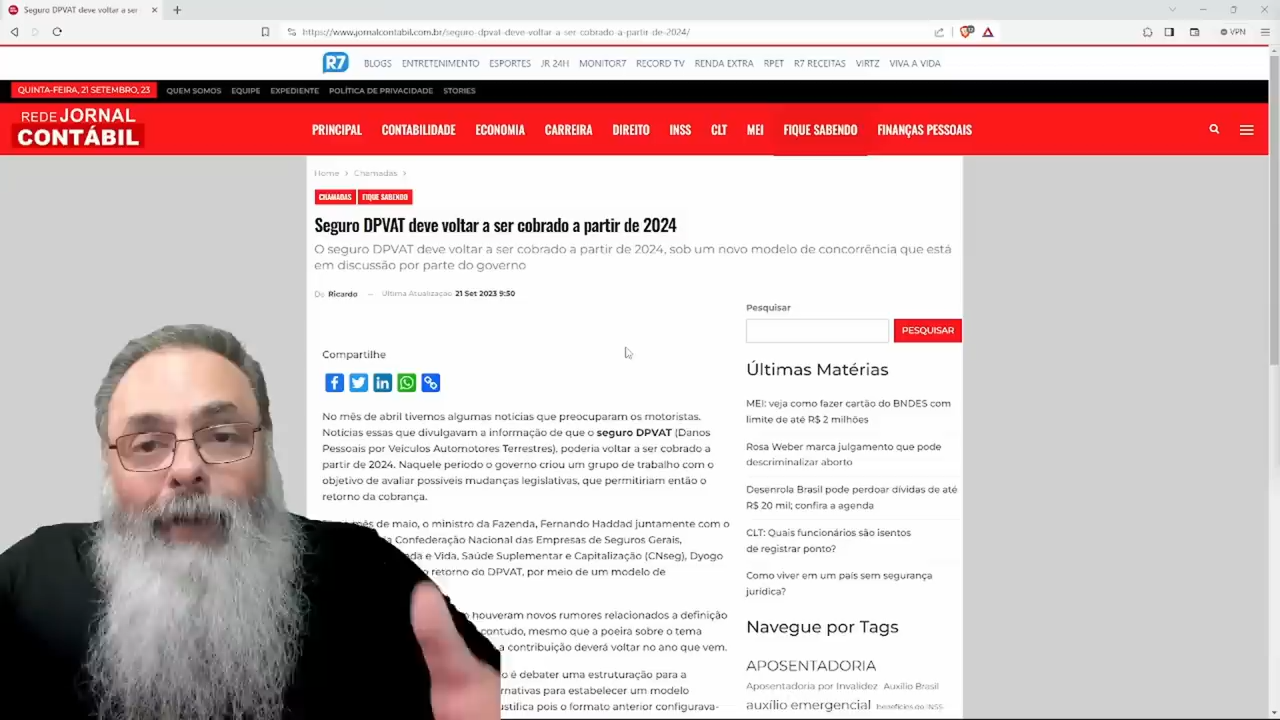 Seguro DPVAT deve voltar a ser
https://www.jornalcontabil.com.br/seguro-dpvat-deve-voltar-a-ser-cobrado-a-partir-de-2024/
VPN
R7 BLOGS ENTRETENIMENTO ESPORTES JR 24H MONITOR7 RECORD TV RENDA EXTRA RPET R7 RECEITAS VIRTZ VIVA A VIDA
QUINTA-FEIRA, 21 SETEMBRO, 23 QUEM SOMOS EQUIPE EXPEDIENTE POLÍTICA DE PRIVACIDADE STORIES
REDE JORNAL
CONTÁBIL
PRINCIPAL CONTABILIDADE ECONOMIA CARREIRA DIREITO INSS CLT MEI FIQUE SABENDO FINANÇAS PESSOAIS
Home > Chamadas >
CHAMADAS FIQUE SABENDO
Seguro DPVAT deve voltar a ser cobrado a partir de 2024
O seguro DPVAT deve voltar a ser cobrado a partir de 2024, sob um novo modelo de concorrência que está
em discussão por parte do governo
De Ricardo — Última Atualização 21 Set 2023 9:50
Compartilhe
No mês de abril tivemos algumas notícias que preocuparam os motoristas.
Notícias essas que divulgavam a informação de que o seguro DPVAT (Danos
Pessoais por Veículos Automotores Terrestres), poderia voltar a ser cobrado a
partir de 2024. Naquele período o governo criou um grupo de trabalho com o
objetivo de avaliar possíveis mudanças legislativas, que permitiriam então o
retorno da cobrança.
mês de maio, o ministro da Fazenda, Fernando Haddad juntamente com o
Confederação Nacional das Empresas de Seguros Gerais,
e Vida, Saúde Suplementar e Capitalização (CNseg), Dyogo
retorno do DPVAT, por meio de um modelo de
houveram novos rumores relacionados a definição
contudo, mesmo que a poeira sobre o tema
a contribuição deverá voltar no ano que vem.
é debater uma estruturação para a
para estabelecer um modelo
pois o formato anterior configurava-
Pesquisar
PESQUISAR
Últimas Matérias
MEI: veja como fazer cartão do BNDES com
limite de até R$ 2 milhões
Rosa Weber marca julgamento que pode
descriminalizar aborto
Desenrola Brasil pode perdoar dívidas de até
R$ 20 mil; confira a agenda
CLT: Quais funcionários são isentos
de registrar ponto?
Como viver em um país sem segurança
jurídica?
Navegue por Tags
APOSENTADORIA
Aposentadoria por Invalidez Auxílio Brasil
auxílio emergencial benefícios do INSS